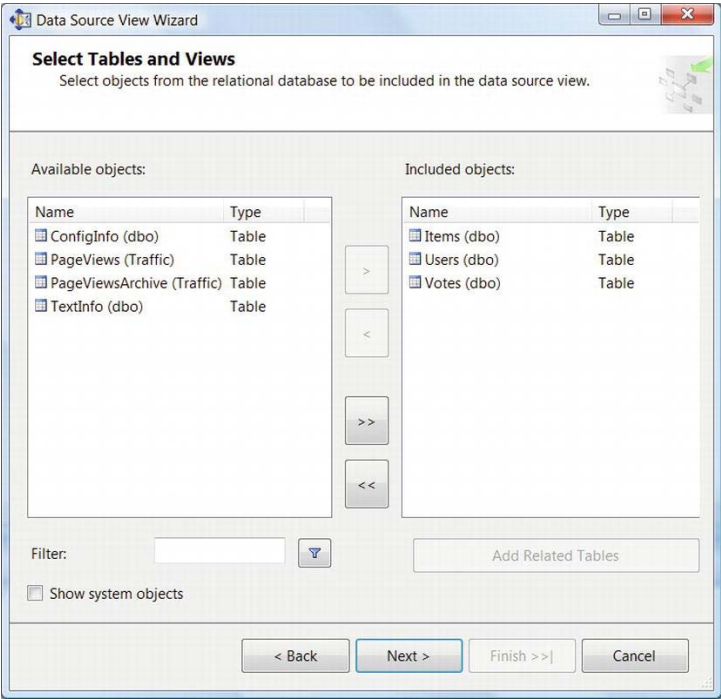 Data Source View Wizard
Select Tables and Views
Select objects from the relational database to be included in the data source view.
Available objects:
Name Type
ConfigInfo (dbo) Table
PageViews (Traffic) Table
PageViewsArchive (Traffic) Table
TextInfo (dbo) Table
>
<
>>
<<
Included objects:
Name Type
Items (dbo) Table
Users (dbo) Table
Votes (dbo) Table
Filter:
Add Related Tables
Show system objects
< Back Next > Finish >>| Cancel